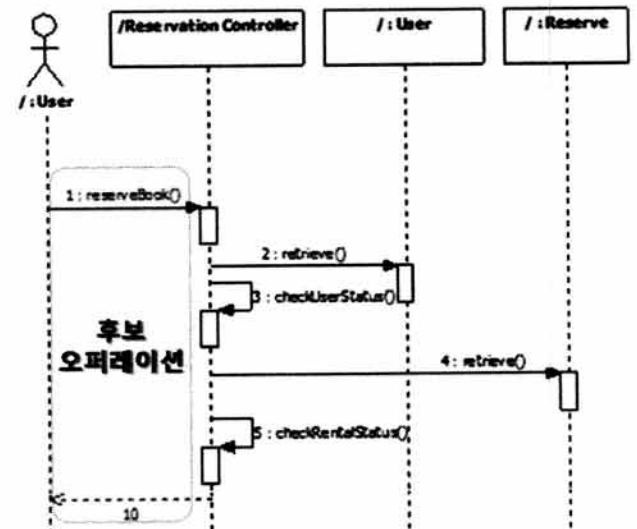 /Reservation Controller
/ : User
/ : Reserve
/ : User
1 : reserveBook()
2 : retrieve()
3 : checkUserStatus()
후보
오퍼레이션
4 : retrieve()
5 : checkRentalStatus()
10